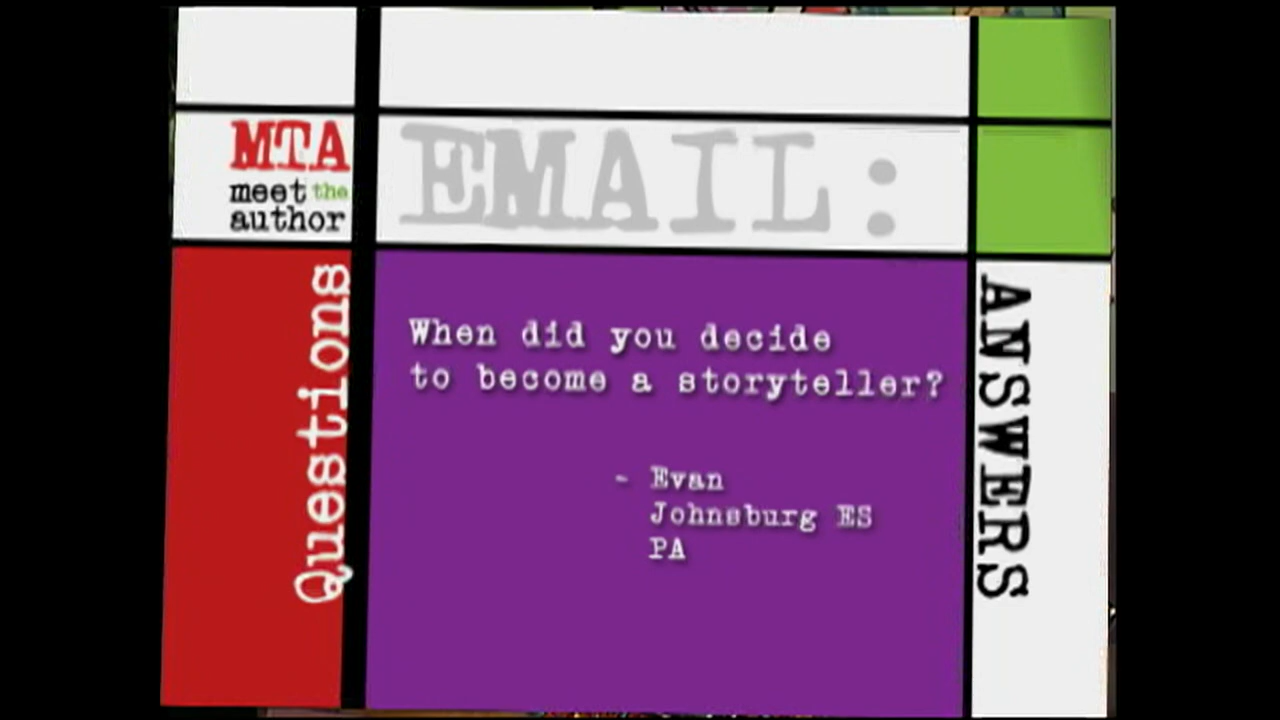 MTA
meet the
author
EMAIL:
Questions
When did you decide
to become a storyteller?
- Evan
Johnsburg ES
PA
ANSWERS